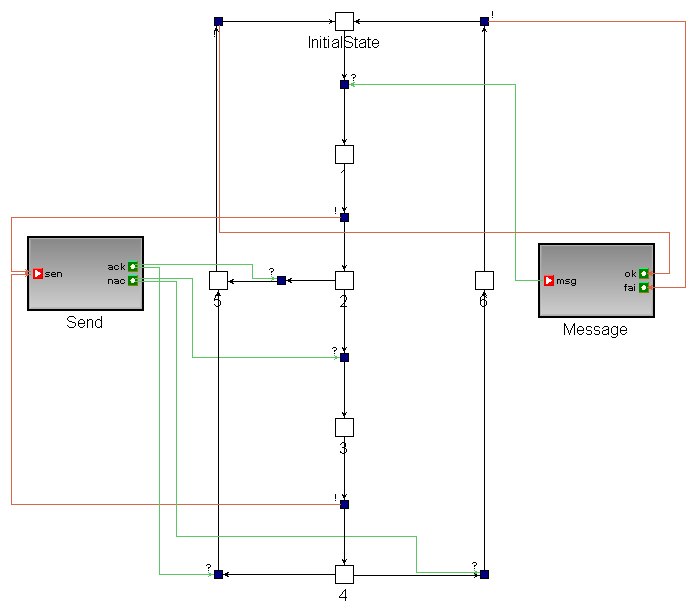 ! !
InitialState
?
!
?
sen ack nac
Send
5 2 6
msg ok fai
Message
?
3
!
? ?
4